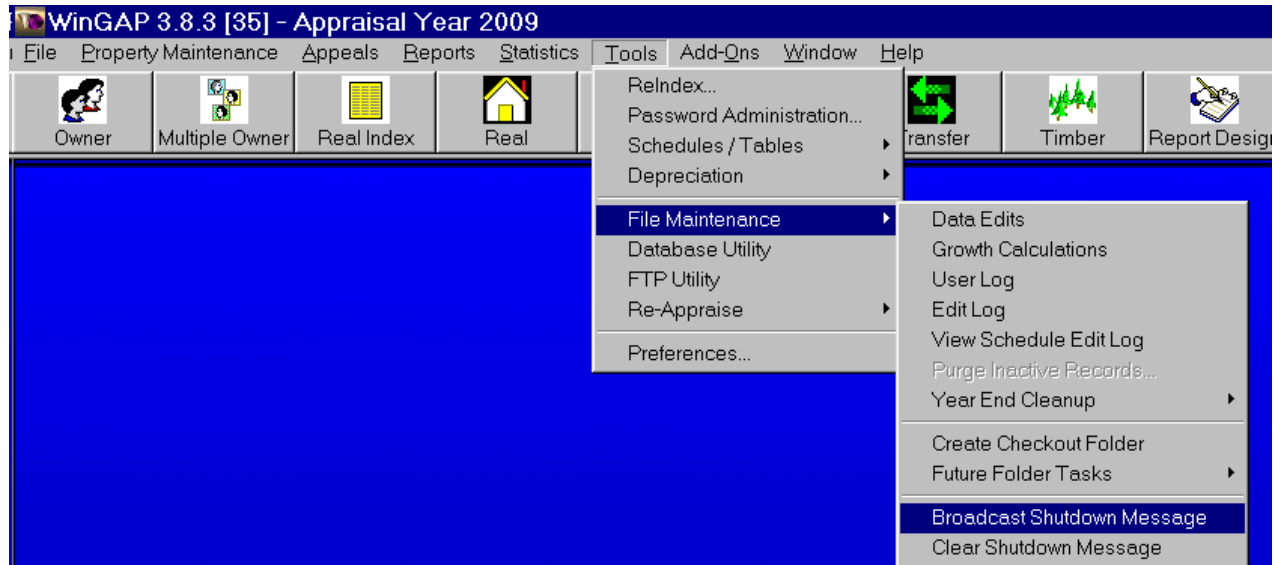 WinGAP 3.8.3 [35] - Appraisal Year 2009
File Property Maintenance Appeals Reports Statistics Tools Add-Ons Window Help
Owner Multiple Owner Real Index Real ransfer Timber Report Desig
ReIndex...
Password Administration...
Schedules / Tables
Depreciation
File Maintenance
Database Utility
FTP Utility
Re-Appraise
Preferences...
Data Edits
Growth Calculations
User Log
Edit Log
View Schedule Edit Log
Purge Inactive Records...
Year End Cleanup
Create Checkout Folder
Future Folder Tasks
Broadcast Shutdown Message
Clear Shutdown Message